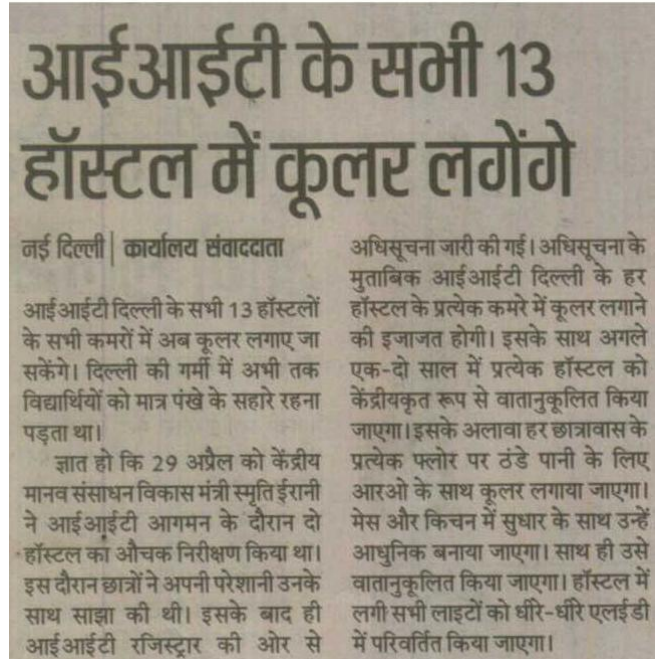 आईआईटी के सभी 13
हॉस्टल में कूलर लगेंगे
नई दिल्ली | कार्यालय संवाददाता
आईआईटी दिल्ली के सभी 13 हॉस्टलों
के सभी कमरों में अब कूलर लगाए जा
सकेंगे। दिल्ली की गर्मी में अभी तक
विद्यार्थियों को मात्र पंखे के सहारे रहना
पड़ता था।
ज्ञात हो कि 29 अप्रैल को केंद्रीय
मानव संसाधन विकास मंत्री स्मृति ईरानी
ने आईआईटी आगमन के दौरान दो
हॉस्टल का औचक निरीक्षण किया था।
इस दौरान छात्रों ने अपनी परेशानी उनके
साथ साझा की थी। इसके बाद ही
आईआईटी रजिस्ट्रार की ओर से
अधिसूचना जारी की गई। अधिसूचना के
मुताबिक आईआईटी दिल्ली के हर
हॉस्टल के प्रत्येक कमरे में कूलर लगाने
की इजाजत होगी। इसके साथ अगले
एक-दो साल में प्रत्येक हॉस्टल को
केंद्रीयकृत रूप से वातानुकूलित किया
जाएगा। इसके अलावा हर छात्रावास के
प्रत्येक फ्लोर पर ठंडे पानी के लिए
आरओ के साथ कूलर लगाया जाएगा।
मेस और किचन में सुधार के साथ उन्हें
आधुनिक बनाया जाएगा। साथ ही उसे
वातानुकूलित किया जाएगा। हॉस्टल में
लगी सभी लाइटों को धीरे-धीरे एलईडी
में परिवर्तित किया जाएगा।